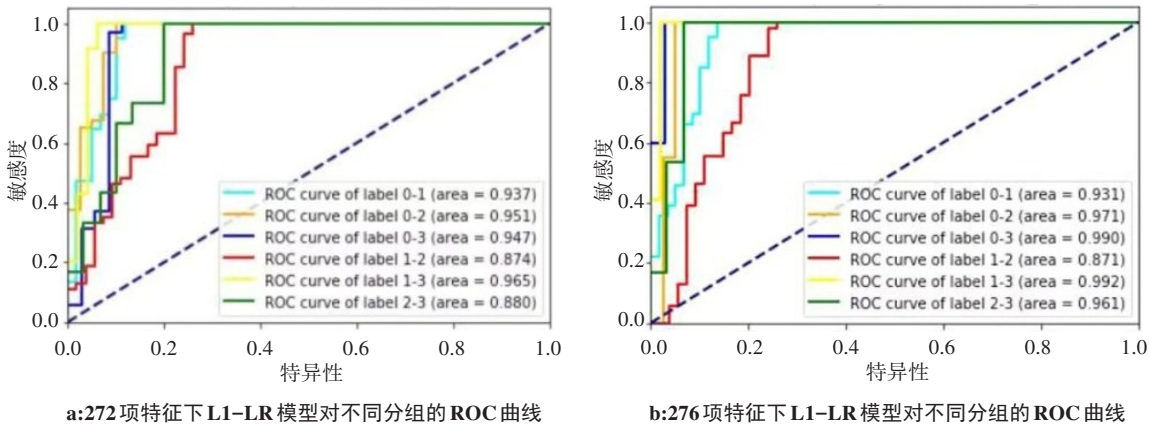 1.0
0.8
0.6
0.4
0.2
0.0
敏感度
ROC curve of label 0-1 (area = 0.937)
ROC curve of label 0-2 (area = 0.951)
ROC curve of label 0-3 (area = 0.947)
ROC curve of label 1-2 (area = 0.874)
ROC curve of label 1-3 (area = 0.965)
ROC curve of label 2-3 (area = 0.880)
0.0 0.2 0.4 0.6 0.8 1.0
特异性
a:272项特征下L1-LR模型对不同分组的ROC曲线
1.0
0.8
0.6
0.4
0.2
0.0
敏感度
ROC curve of label 0-1 (area = 0.931)
ROC curve of label 0-2 (area = 0.971)
ROC curve of label 0-3 (area = 0.990)
ROC curve of label 1-2 (area = 0.871)
ROC curve of label 1-3 (area = 0.992)
ROC curve of label 2-3 (area = 0.961)
0.0 0.2 0.4 0.6 0.8 1.0
特异性
b:276项特征下L1-LR模型对不同分组的ROC曲线